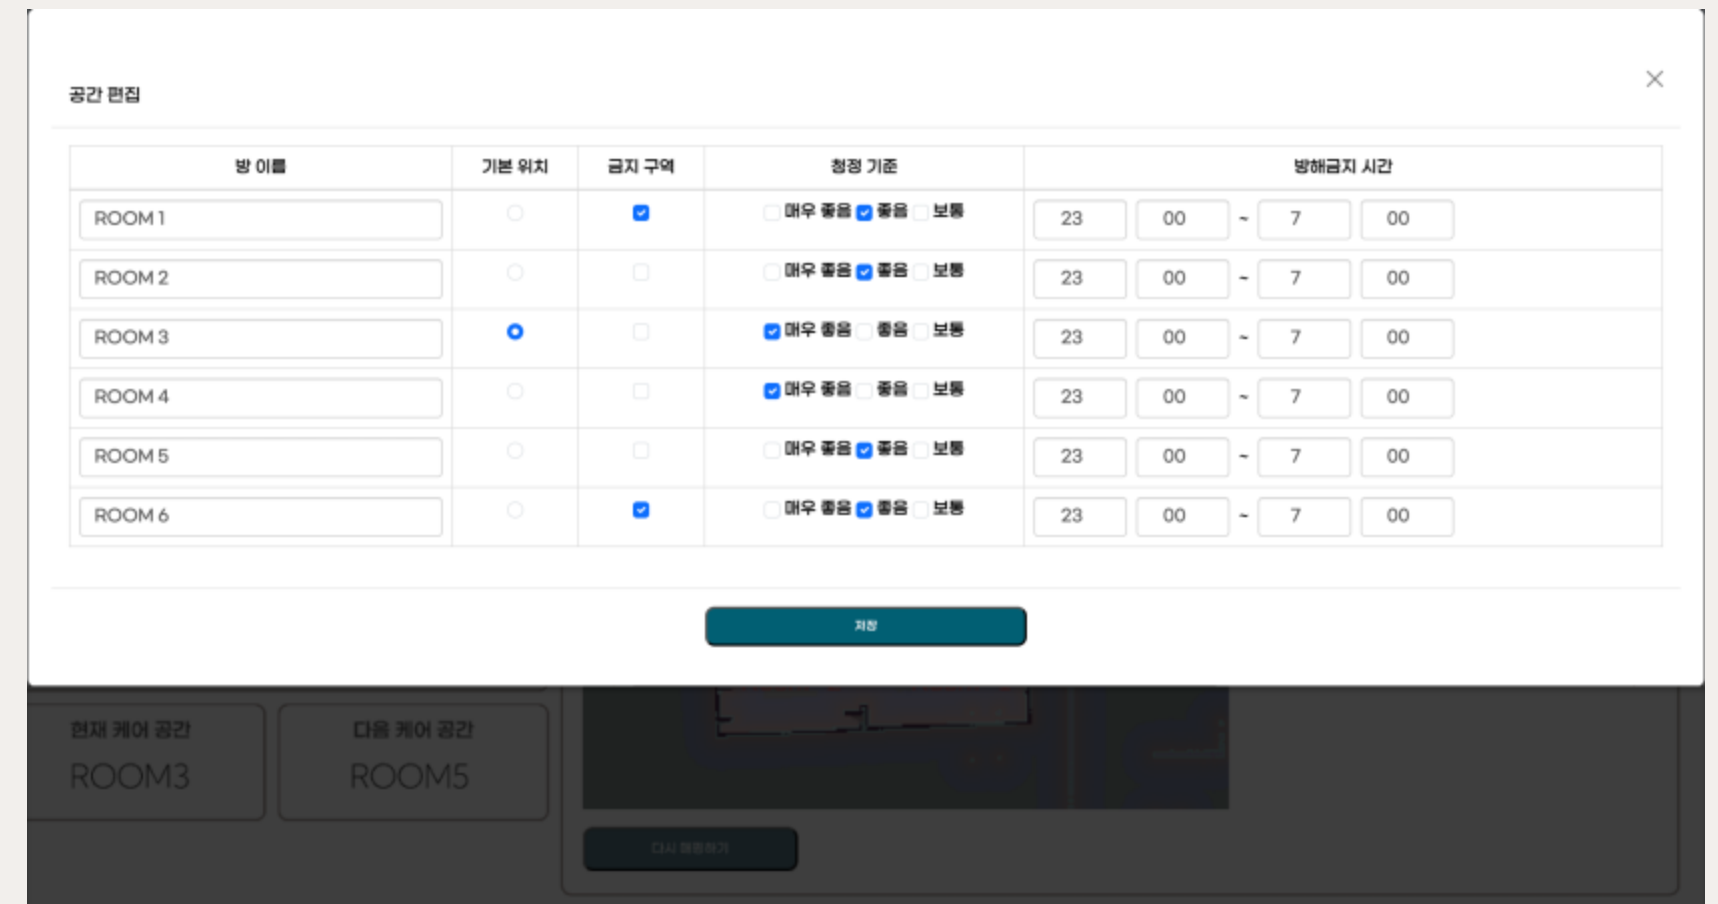 공간 편집
방 이름 기본 위치 금지 구역 청정 기준 방해금지 시간
ROOM 1 매우 좋음 좋음 보통 23 00 ~ 7 00
ROOM 2 매우 좋음 좋음 보통 23 00 ~ 7 00
ROOM 3 매우 좋음 좋음 보통 23 00 ~ 7 00
ROOM 4 매우 좋음 좋음 보통 23 00 ~ 7 00
ROOM 5 매우 좋음 좋음 보통 23 00 ~ 7 00
ROOM 6 매우 좋음 좋음 보통 23 00 ~ 7 00
저장
현재 케어 공간 다음 케어 공간
ROOM3 ROOM5
다시 매핑하기